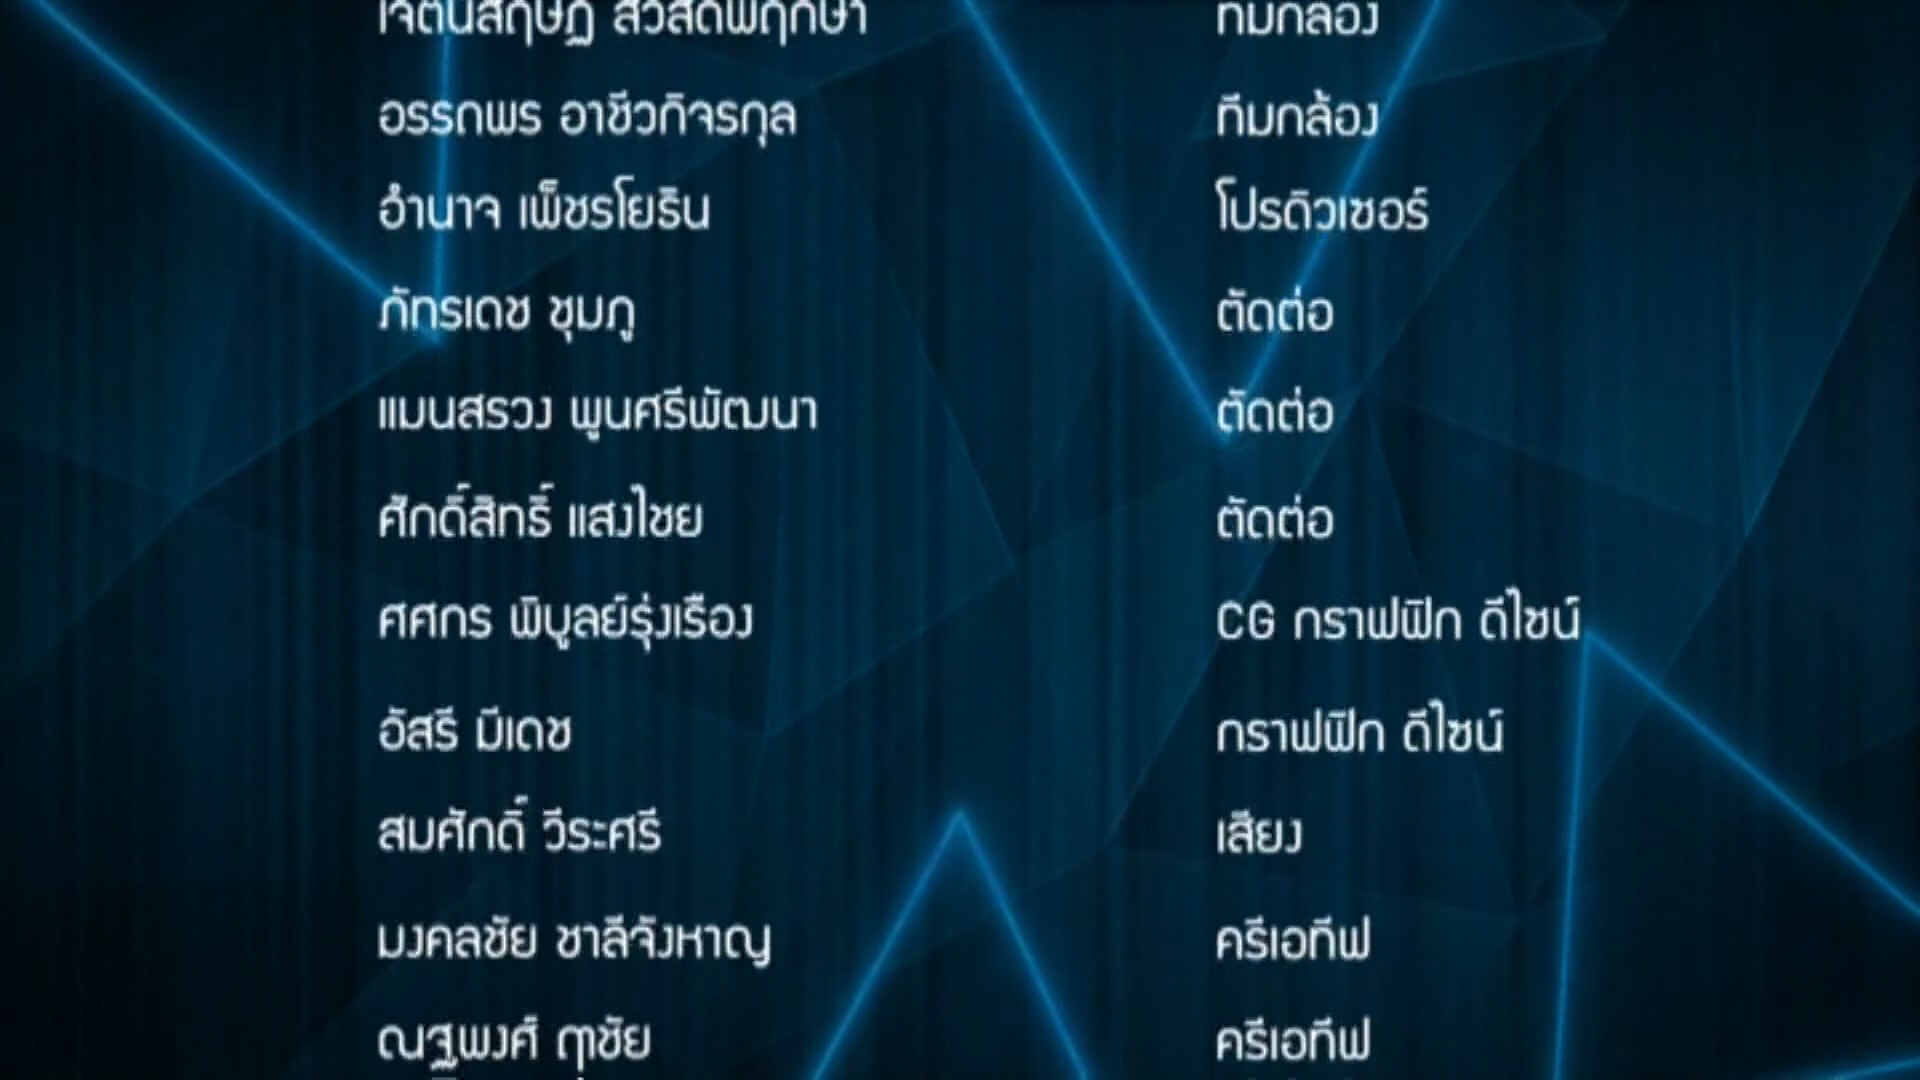 ทีมกล้อง
อรรถพร อาชีวกิจรกุล ทีมกล้อง
อำนาจ เพ็ชรโยธิน โปรดิวเซอร์
ภัทรเดช ชุมภู ตัดต่อ
แมนสรวง พูนศรีพัฒนา ตัดต่อ
ศักดิ์สิทธิ์ แสงไชย ตัดต่อ
ศศกร พิบูลย์รุ่งเรือง CG กราฟฟิก ดีไซน์
อัสรี มีเดช กราฟฟิก ดีไซน์
สมศักดิ์ วีระศรี เสียง
มงคลชัย ชาลีจังหาญ ครีเอทีฟ
ณฐพงศ์ ฤาชัย ครีเอทีฟ